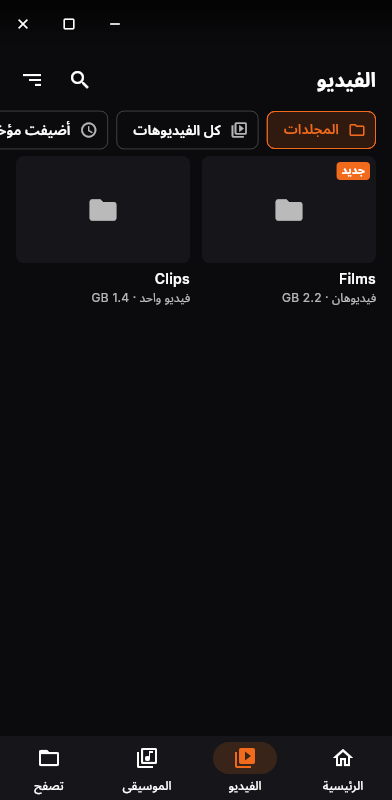 الفيديو
المجلدات
كل الفيديوهات
أضيفت
جديد
Films
فيديوهان · 2.2 GB
Clips
فيديو واحد · 1.4 GB
الرئيسية
الفيديو
الموسيقى
تصفح